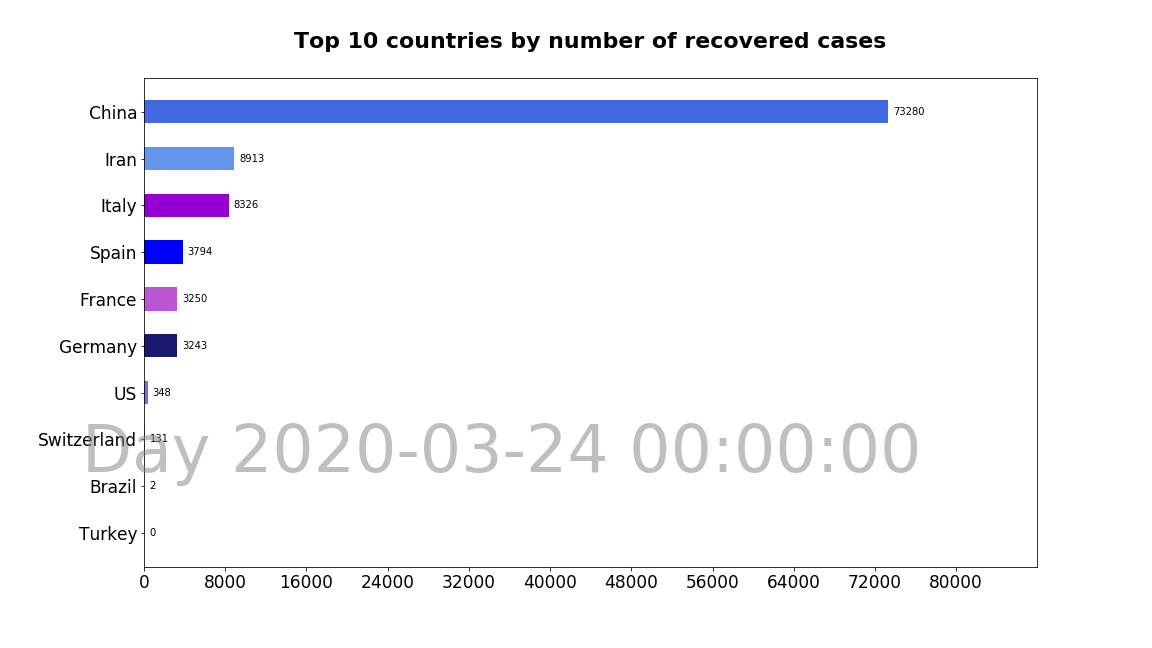 Top 10 countries by number of recovered cases
China 73280
Iran 8913
Italy 8326
Spain 3794
France 3250
Germany 3243
US 348
Switzerland 131
Day 2020-03-24 00:00:00
Brazil 2
Turkey 0
0 8000 16000 24000 32000 40000 48000 56000 64000 72000 80000